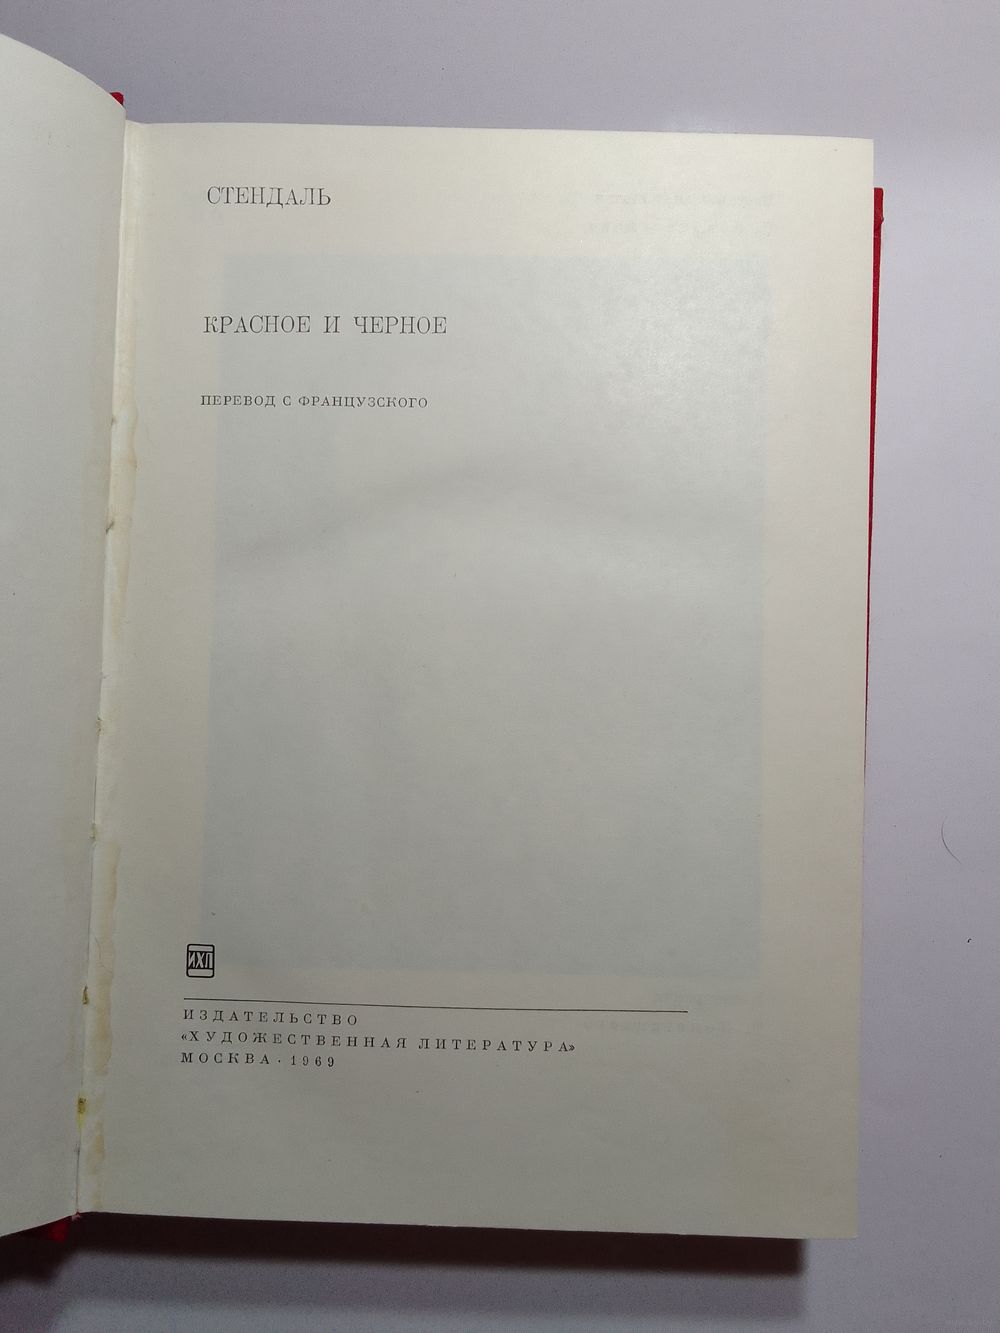 СТЕНДАЛЬ
КРАСНОЕ И ЧЕРНОЕ
ПЕРЕВОД С ФРАНЦУЗСКОГО
ИХЛ
ИЗДАТЕЛЬСТВО
«ХУДОЖЕСТВЕННАЯ ЛИТЕРАТУРА»
МОСКВА · 1969